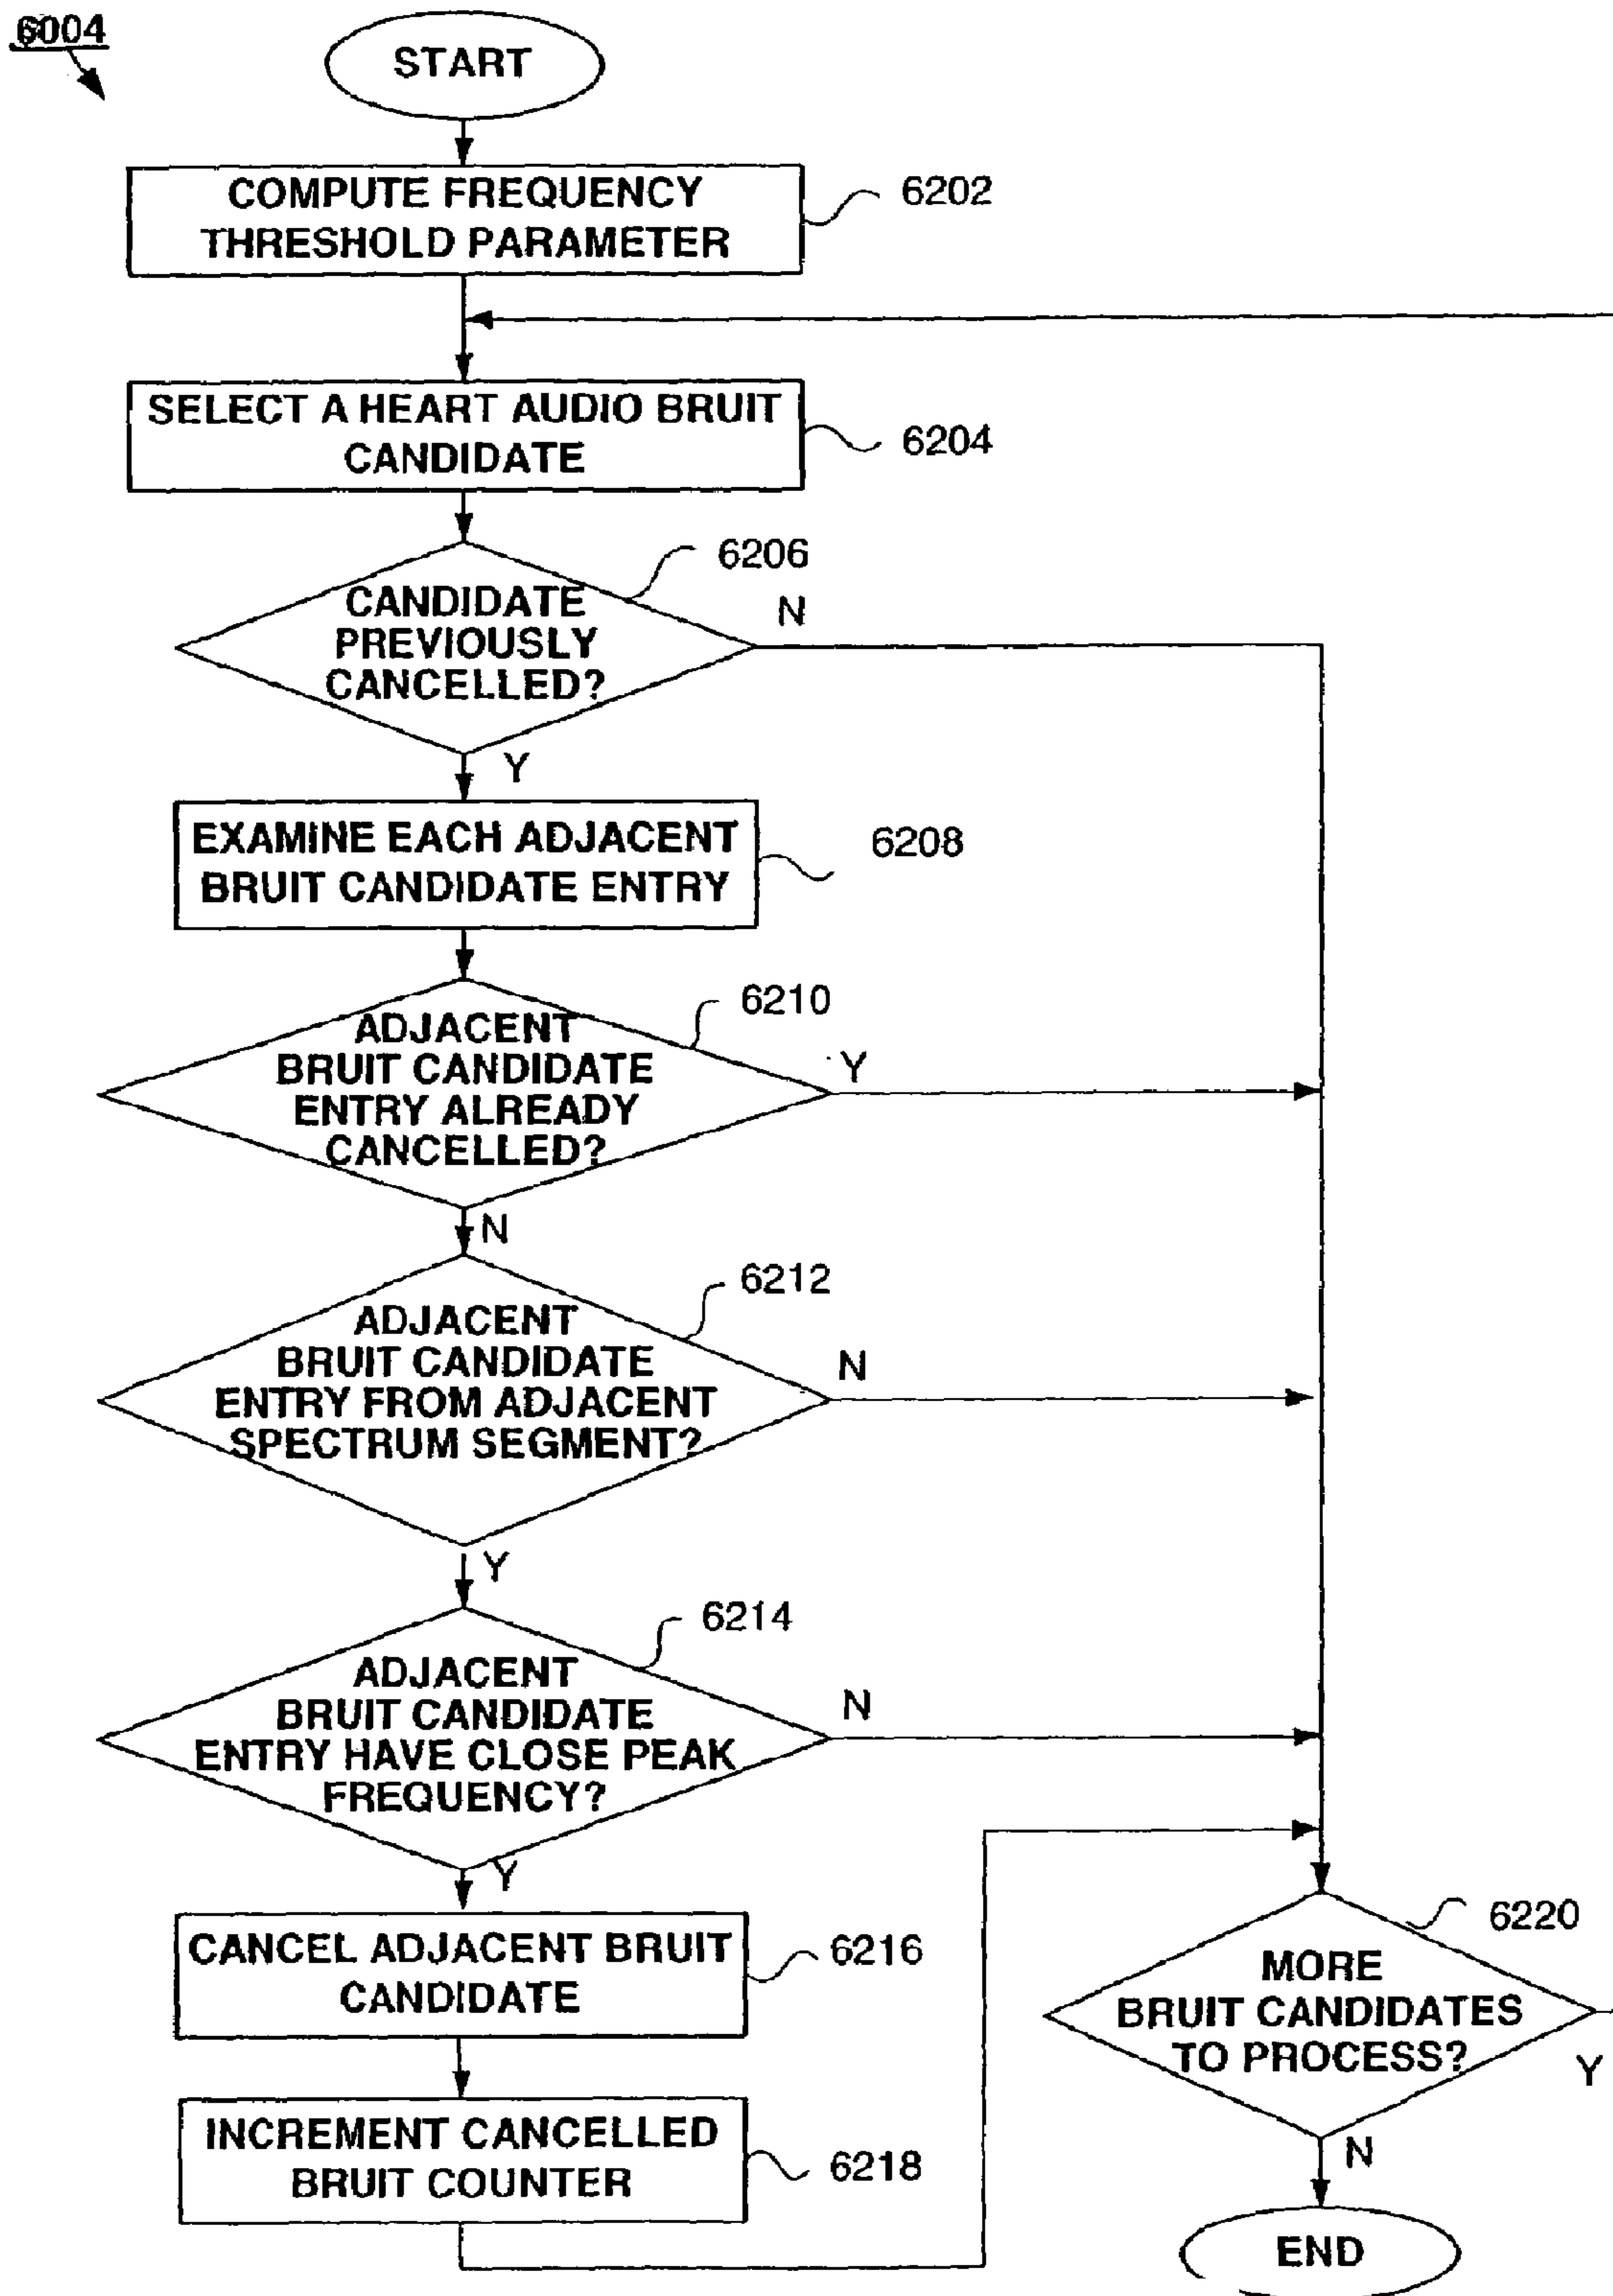 6004
START
COMPUTE FREQUENCY
THRESHOLD PARAMETER
6202
SELECT A HEART AUDIO BRUIT
CANDIDATE
6204
6206
CANDIDATE
PREVIOUSLY
CANCELLED?
N
Y
EXAMINE EACH ADJACENT
BRUIT CANDIDATE ENTRY
6208
6210
ADJACENT
BRUIT CANDIDATE
ENTRY ALREADY
CANCELLED?
Y
N
6212
ADJACENT
BRUIT CANDIDATE
ENTRY FROM ADJACENT
SPECTRUM SEGMENT?
N
Y
6214
ADJACENT
BRUIT CANDIDATE
ENTRY HAVE CLOSE PEAK
FREQUENCY?
N
Y
CANCEL ADJACENT BRUIT
CANDIDATE
6216
INCREMENT CANCELLED
BRUIT COUNTER
6218
6220
MORE
BRUIT CANDIDATES
TO PROCESS?
Y
N
END